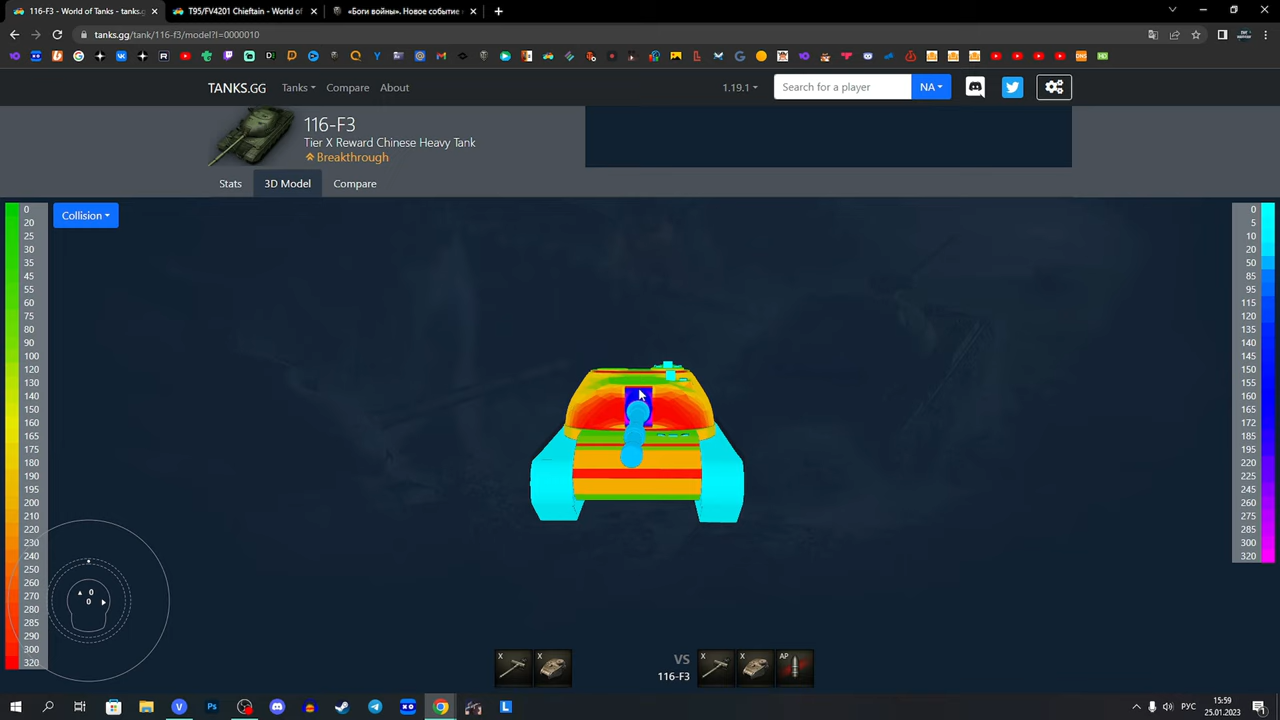 116-F3 - World of Tanks - tanks.g
T95/FV4201 Chieftain - World of
«Боги войны». Новое событие
tanks.gg/tank/116-f3/model?l=0000010
TANKS.GG
Tanks
Compare
About
1.19.1
Search for a player
NA
116-F3
Tier X Reward Chinese Heavy Tank
Breakthrough
Stats
3D Model
Compare
Collision
0
20
25
30
35
45
55
60
75
80
90
100
120
130
145
150
160
165
175
180
190
195
200
210
220
230
240
250
260
270
280
285
290
300
320
0
5
10
20
50
85
95
115
120
135
140
145
150
155
160
165
172
185
195
220
245
260
275
285
300
320
0
0
X
X
VS
116-F3
X
X
AP
РУС
15:59
25.01.2023